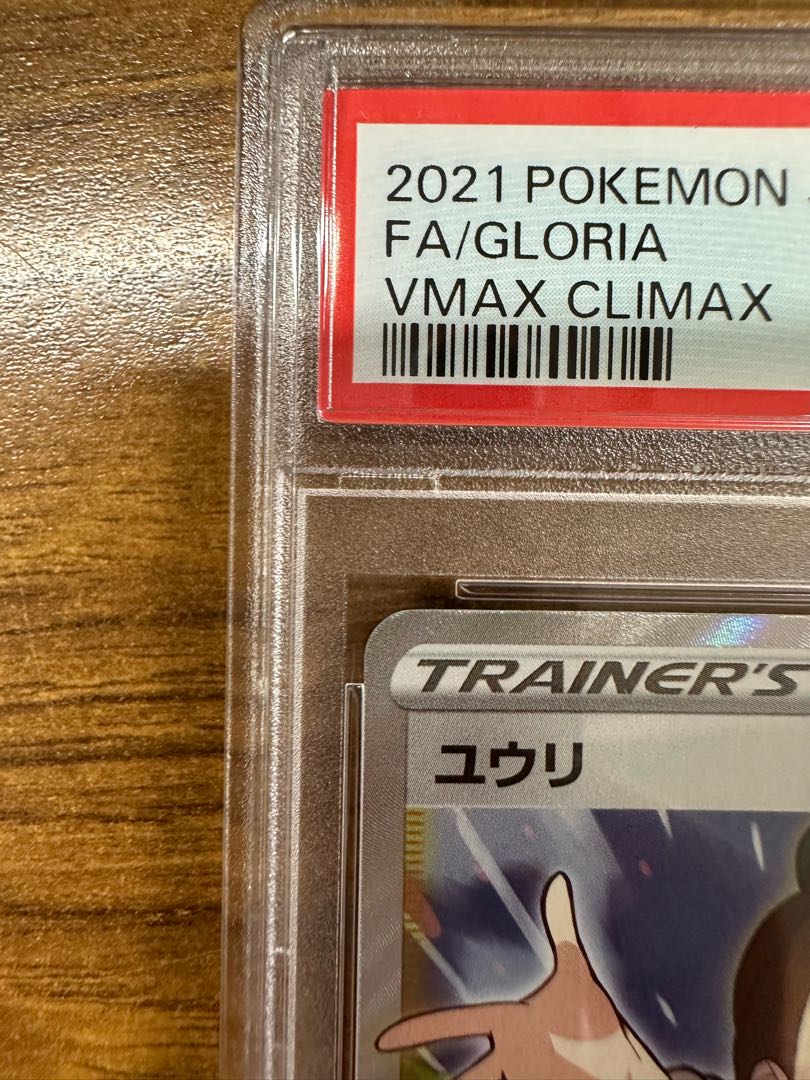 2021 POKEMON
FA/GLORIA
VMAX CLIMAX
TRAINER'S
ユウリ